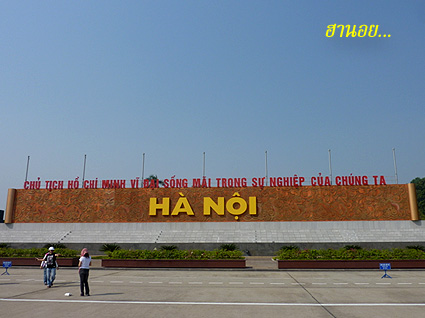 ฮานอย...
CHỦ TỊCH HỒ CHÍ MINH VĨ ĐẠI SỐNG MÃI TRONG SỰ NGHIỆP CỦA CHÚNG TA
HÀ NỘI